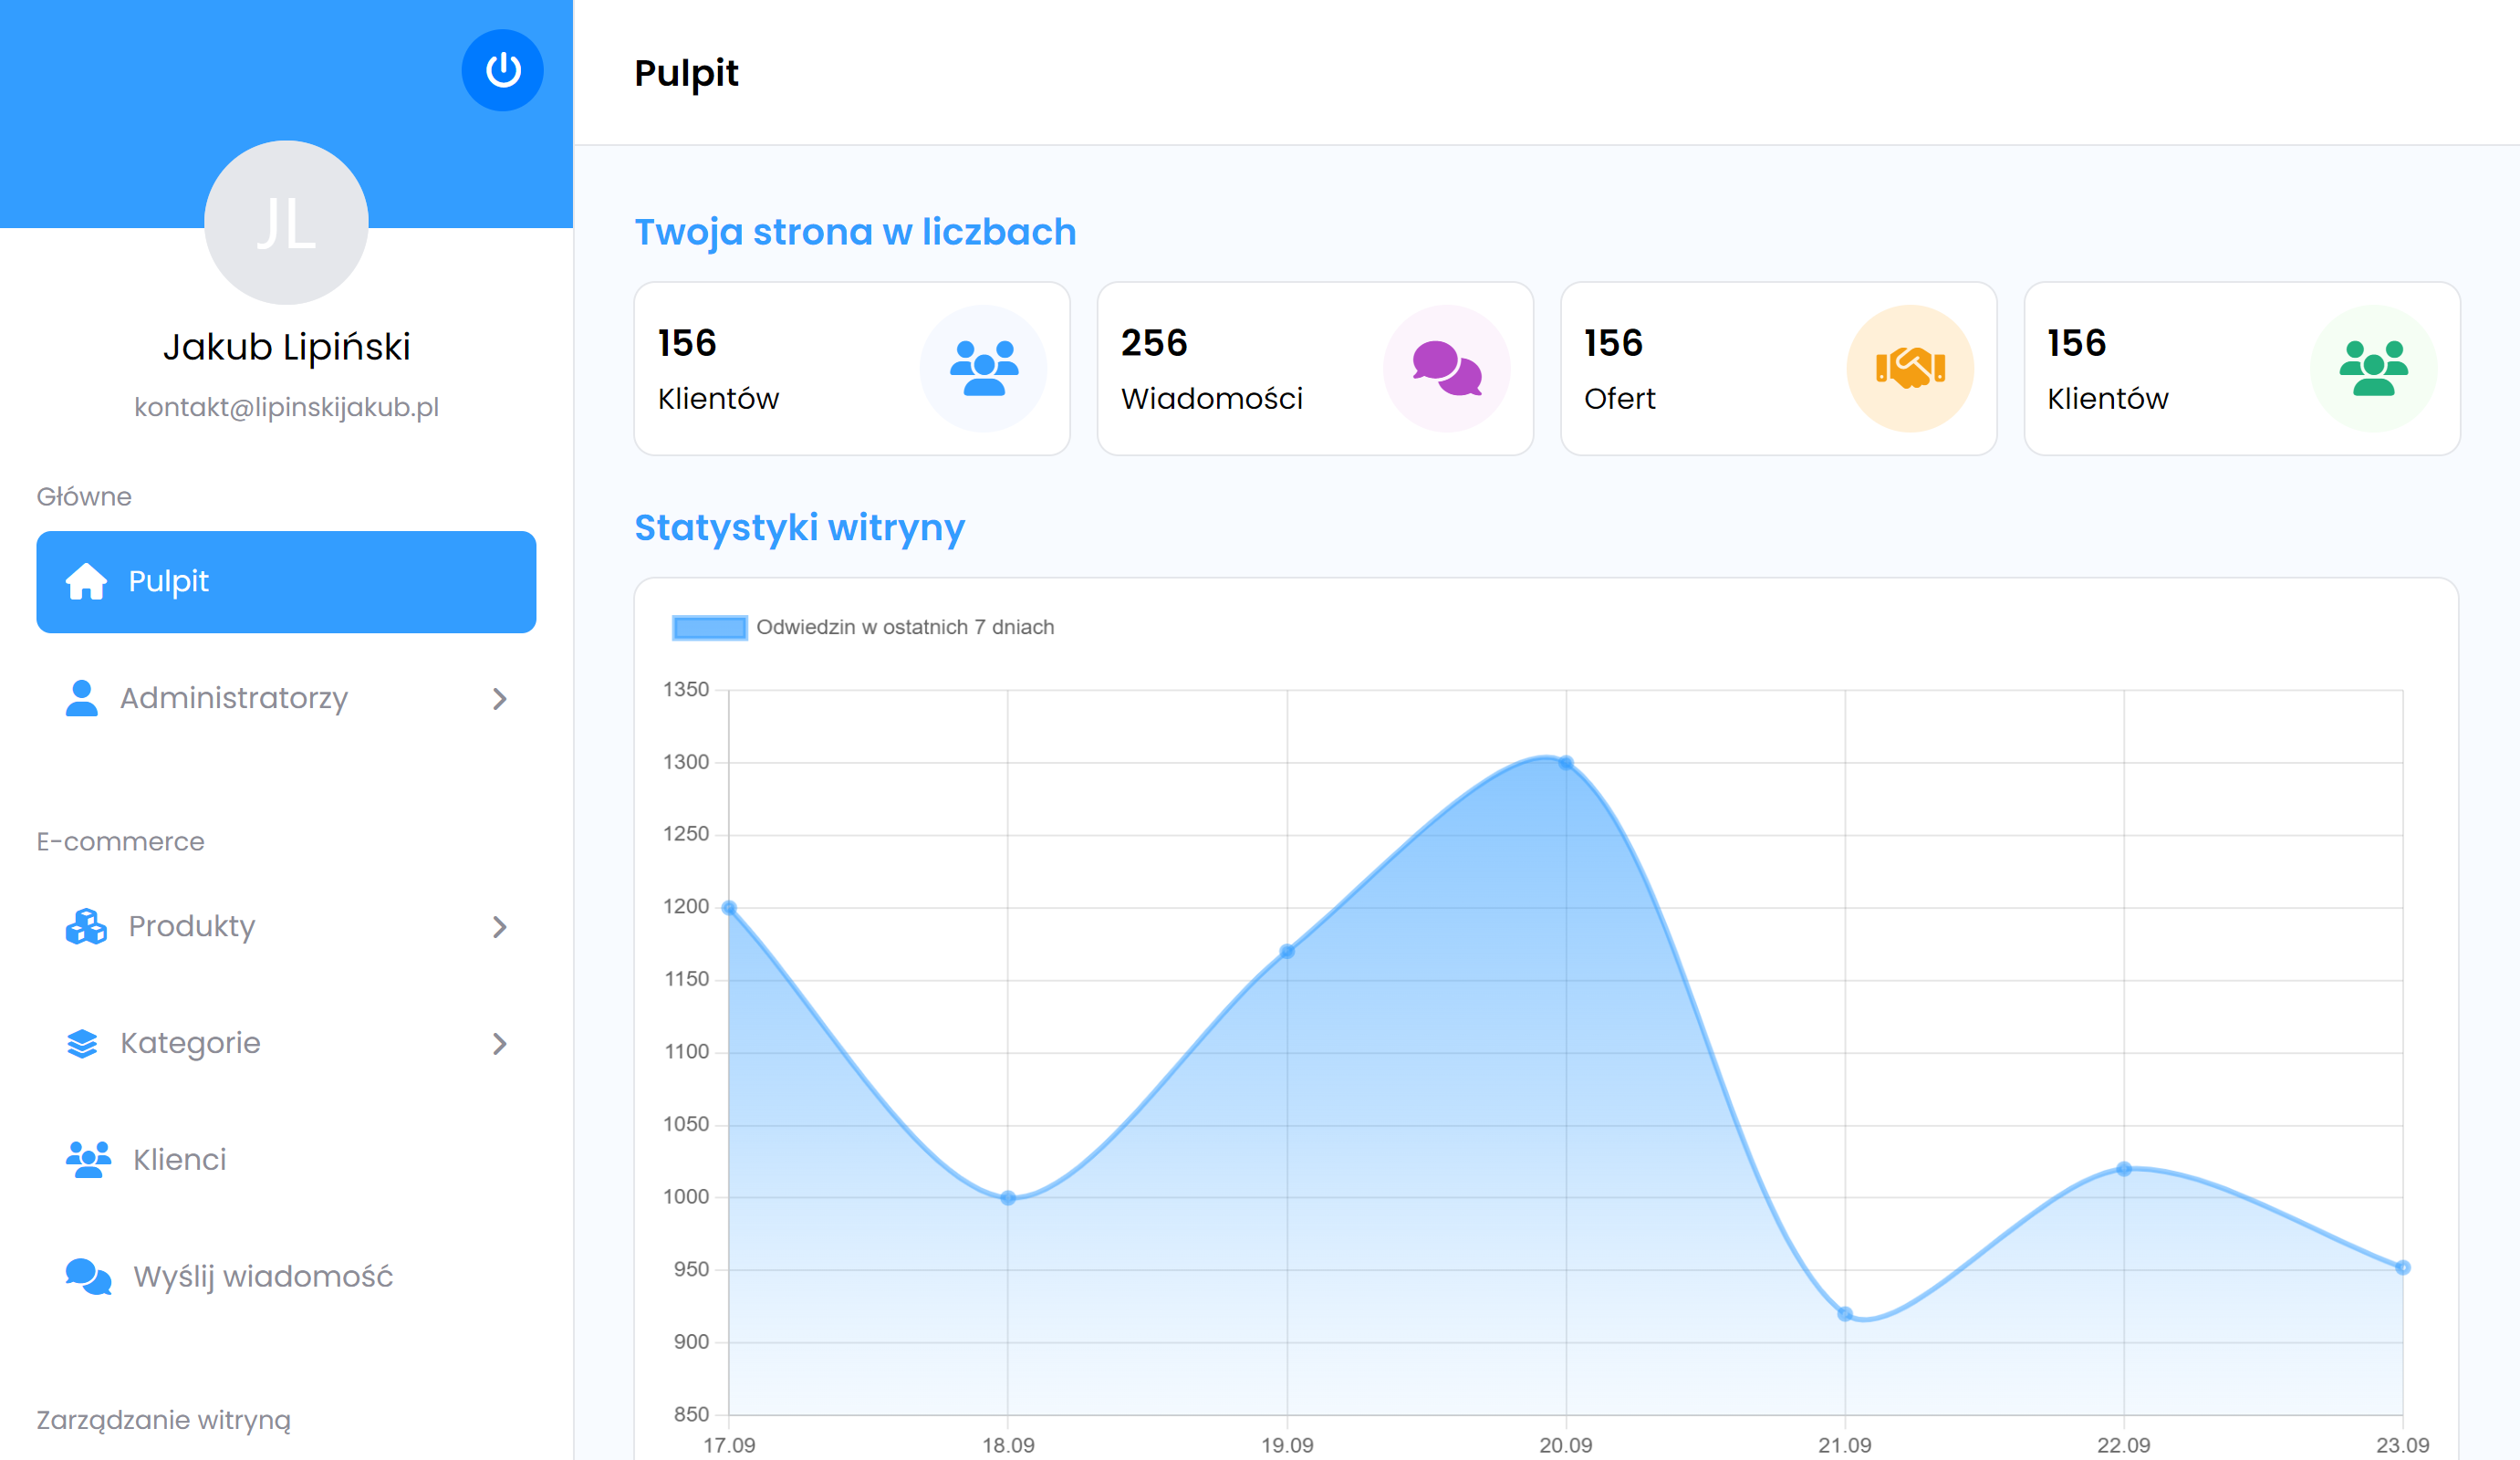 JL
Jakub Lipiński
kontakt@lipinskijakub.pl
Główne
Pulpit
Administratorzy
E-commerce
Produkty
Kategorie
Klienci
Wyślij wiadomość
Zarządzanie witryną
Pulpit
Twoja strona w liczbach
156
Klientów
256
Wiadomości
156
Ofert
156
Klientów
Statystyki witryny
Odwiedzin w ostatnich 7 dniach
1350
1300
1250
1200
1150
1100
1050
1000
950
900
850
17.09 18.09 19.09 20.09 21.09 22.09 23.09